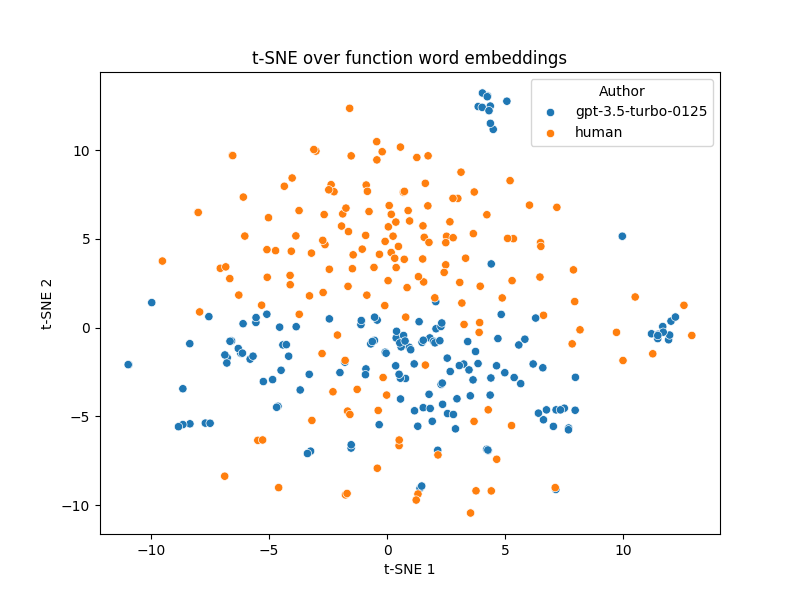 t-SNE over function word embeddings
Author
gpt-3.5-turbo-0125
human
10
5
0
−5
−10
t-SNE 2
−10
−5
0
5
10
t-SNE 1